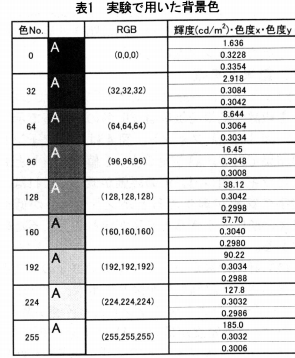 表1 実験で用いた背景色
色No. RGB 輝度(cd/m²)・色度x・色度y
0 A (0,0,0) 1.636
0.3228
0.3354
32 A (32,32,32) 2.918
0.3084
0.3042
64 A (64,64,64) 8.644
0.3064
0.3034
96 A (96,96,96) 16.45
0.3048
0.3008
128 A (128,128,128) 38.12
0.3042
0.2998
160 A (160,160,160) 57.70
0.3040
0.2980
192 A (192,192,192) 90.22
0.3034
0.2988
224 A (224,224,224) 127.8
0.3032
0.2986
255 A (255,255,255) 185.0
0.3032
0.3006